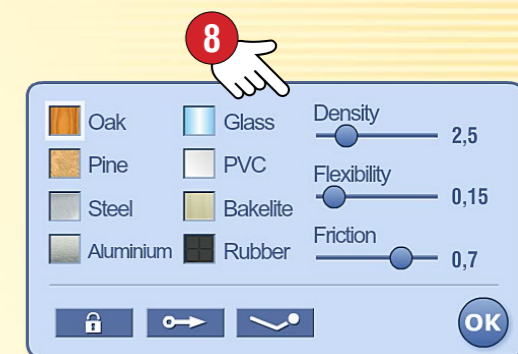 8
Oak
Pine
Steel
Aluminium
Glass
PVC
Bakelite
Rubber
Density
2,5
Flexibility
0,15
Friction
0,7
OK